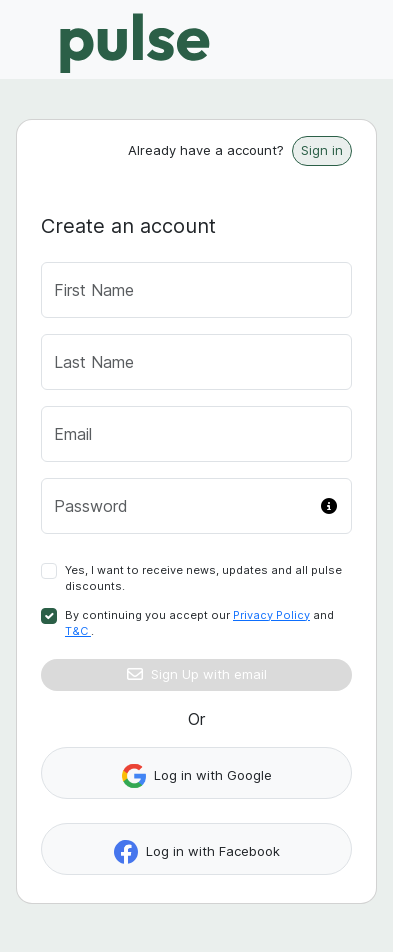 pulse
Already have a account? Sign in
Create an account
First Name
Last Name
Email
Password
Yes, I want to receive news, updates and all pulse
discounts.
By continuing you accept our Privacy Policy and
T&C .
Sign Up with email
Or
Log in with Google
Log in with Facebook